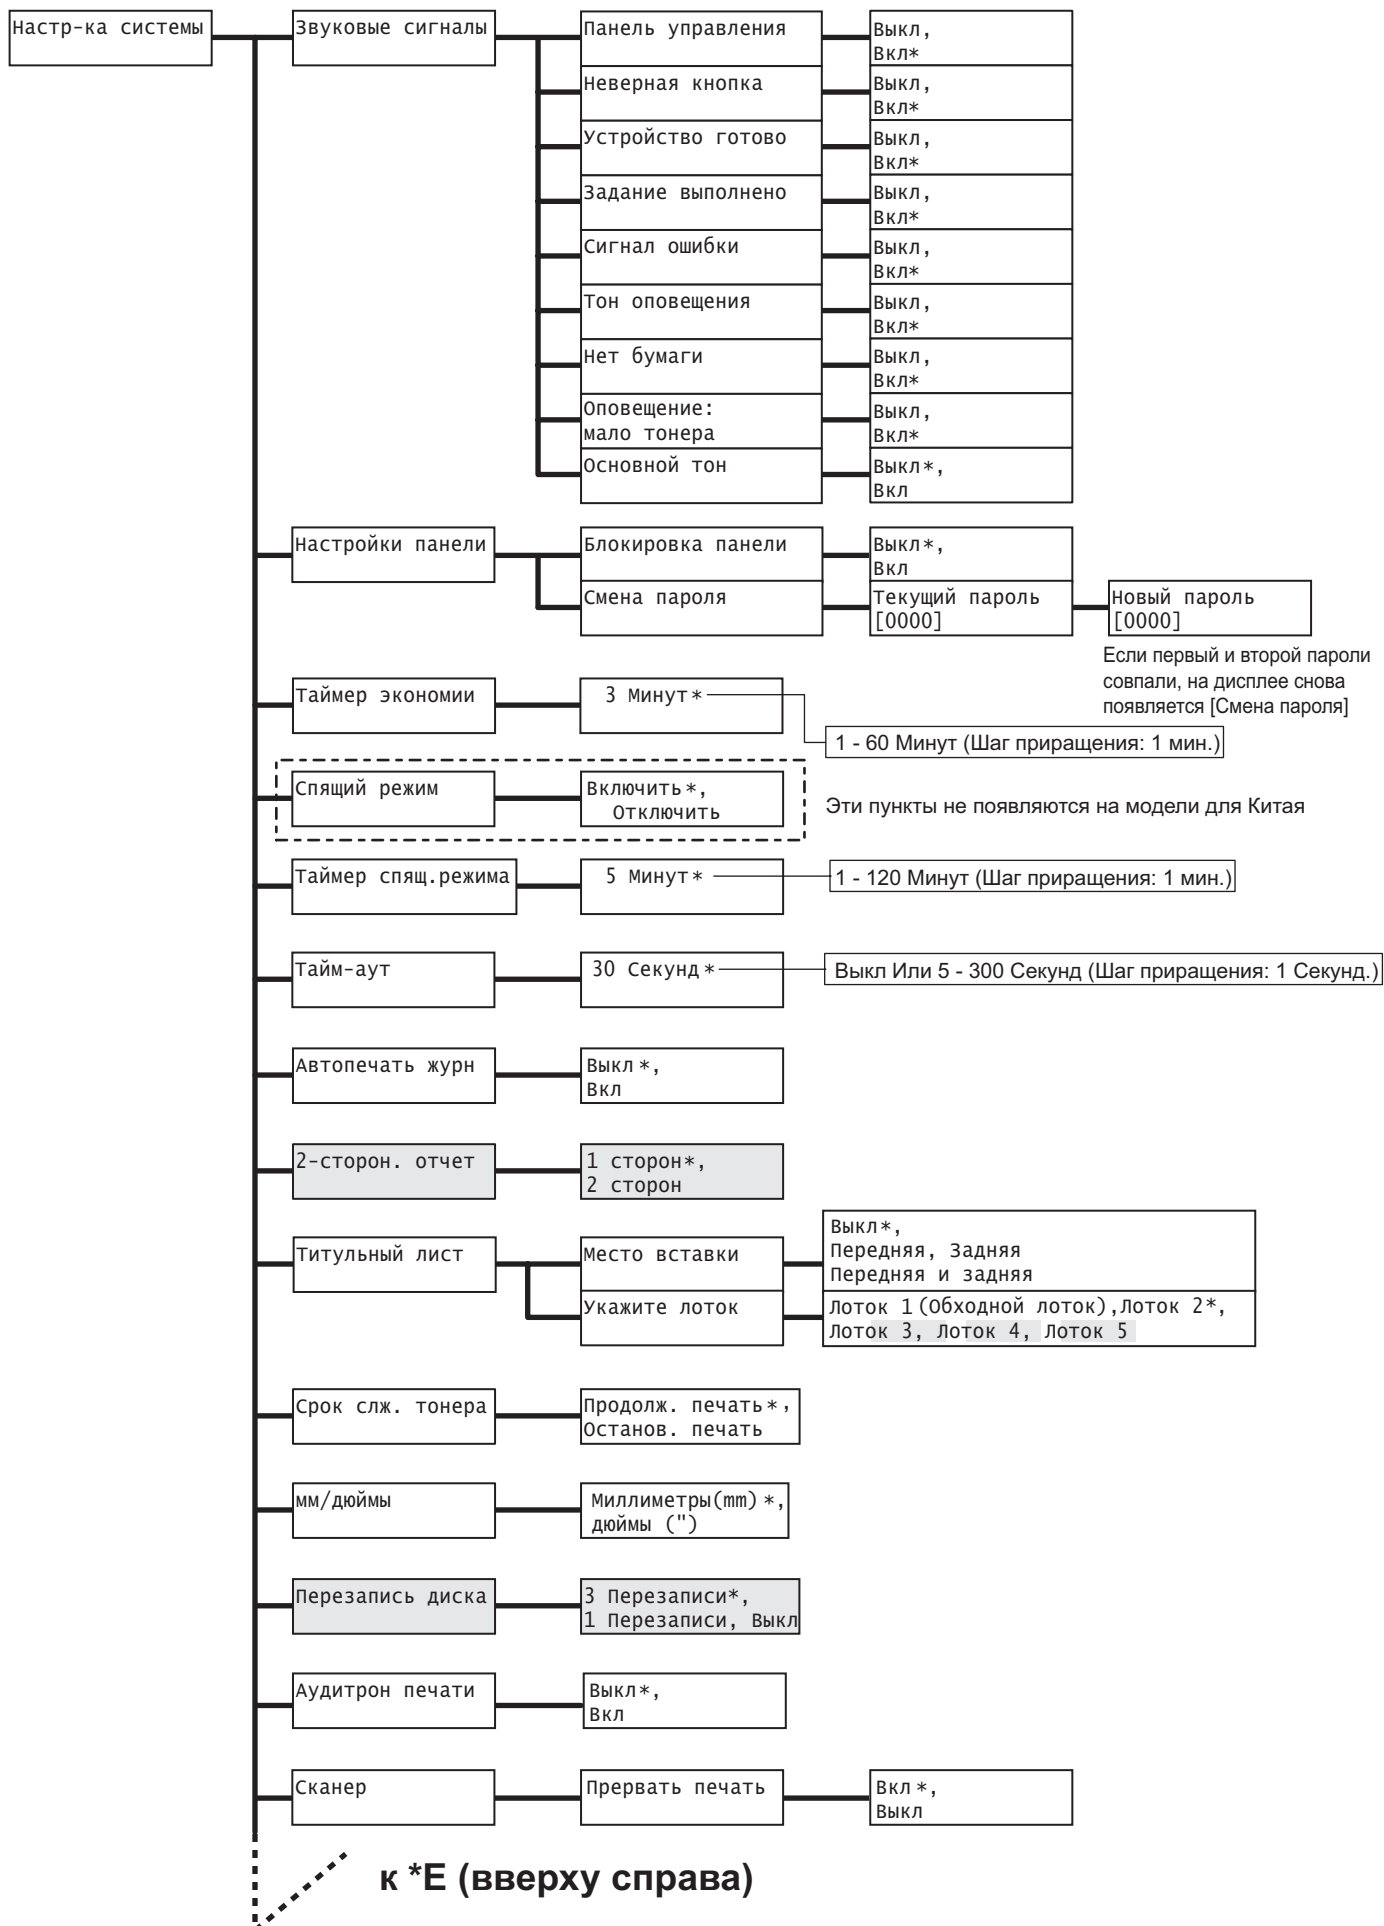 Настр-ка системы
Звуковые сигналы
Панель управления
Выкл,
Вкл*
Неверная кнопка
Выкл,
Вкл*
Устройство готово
Выкл,
Вкл*
Задание выполнено
Выкл,
Вкл*
Сигнал ошибки
Выкл,
Вкл*
Тон оповещения
Выкл,
Вкл*
Нет бумаги
Выкл,
Вкл*
Оповещение:
мало тонера
Выкл,
Вкл*
Основной тон
Выкл*,
Вкл
Настройки панели
Блокировка панели
Выкл*,
Вкл
Смена пароля
Текущий пароль
[0000]
Новый пароль
[0000]
Если первый и второй пароли
совпали, на дисплее снова
появляется [Смена пароля]
Таймер экономии
3 Минут*
1 - 60 Минут (Шаг приращения: 1 мин.)
Спящий режим
Включить*,
Отключить
Эти пункты не появляются на модели для Китая
Таймер спящ.режима
5 Минут*
1 - 120 Минут (Шаг приращения: 1 мин.)
Тайм-аут
30 Секунд*
Выкл Или 5 - 300 Секунд (Шаг приращения: 1 Секунд.)
Автопечать журн
Выкл*,
Вкл
2-сторон. отчет
1 сторон*,
2 сторон
Титульный лист
Место вставки
Выкл*,
Передняя, Задняя
Передняя и задняя
Укажите лоток
Лоток 1(Обходной лоток),Лоток 2*,
Лоток 3, Лоток 4, Лоток 5
Срок слж. тонера
Продолж. печать*,
Останов. печать
мм/дюймы
Миллиметры(mm)*,
дюймы (")
Перезапись диска
3 Перезаписи*,
1 Перезаписи, Выкл
Аудитрон печати
Выкл*,
Вкл
Сканер
Прервать печать
Вкл*,
Выкл
к *E (вверху справа)